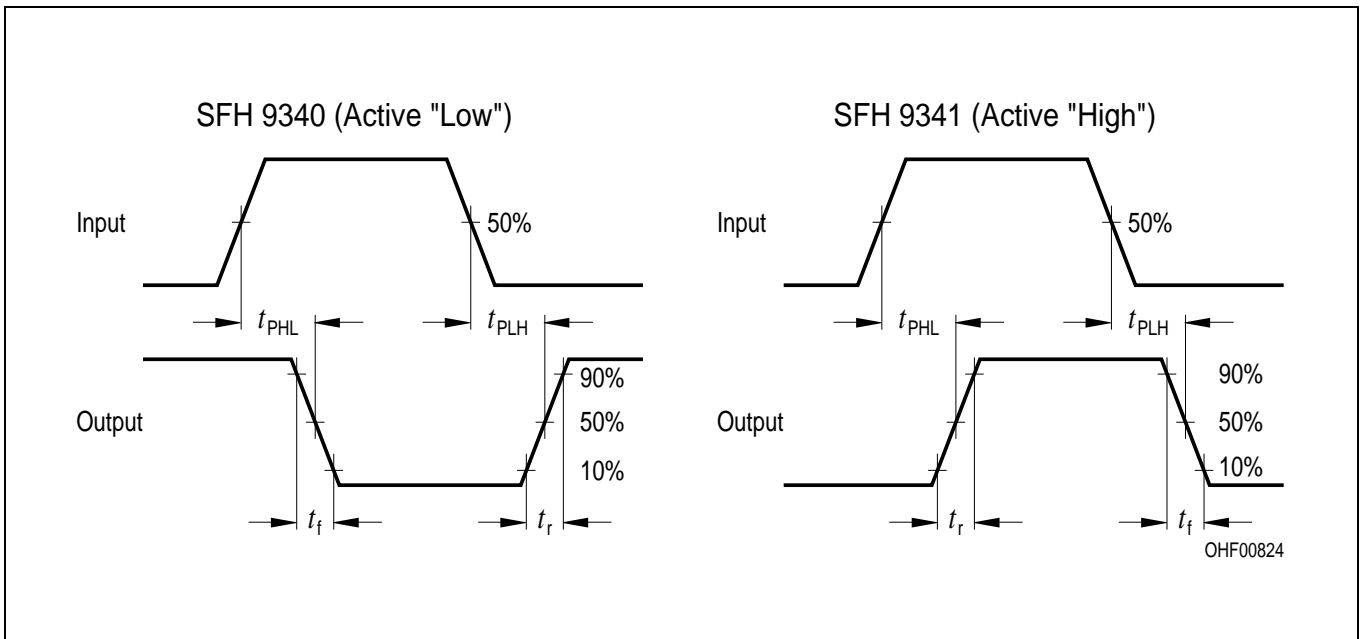 SFH 9340 (Active "Low")
Input
50%
tPHL
tPLH
Output
90%
50%
10%
tf
tr
SFH 9341 (Active "High")
Input
50%
tPHL
tPLH
Output
90%
50%
10%
tr
tf
OHF00824